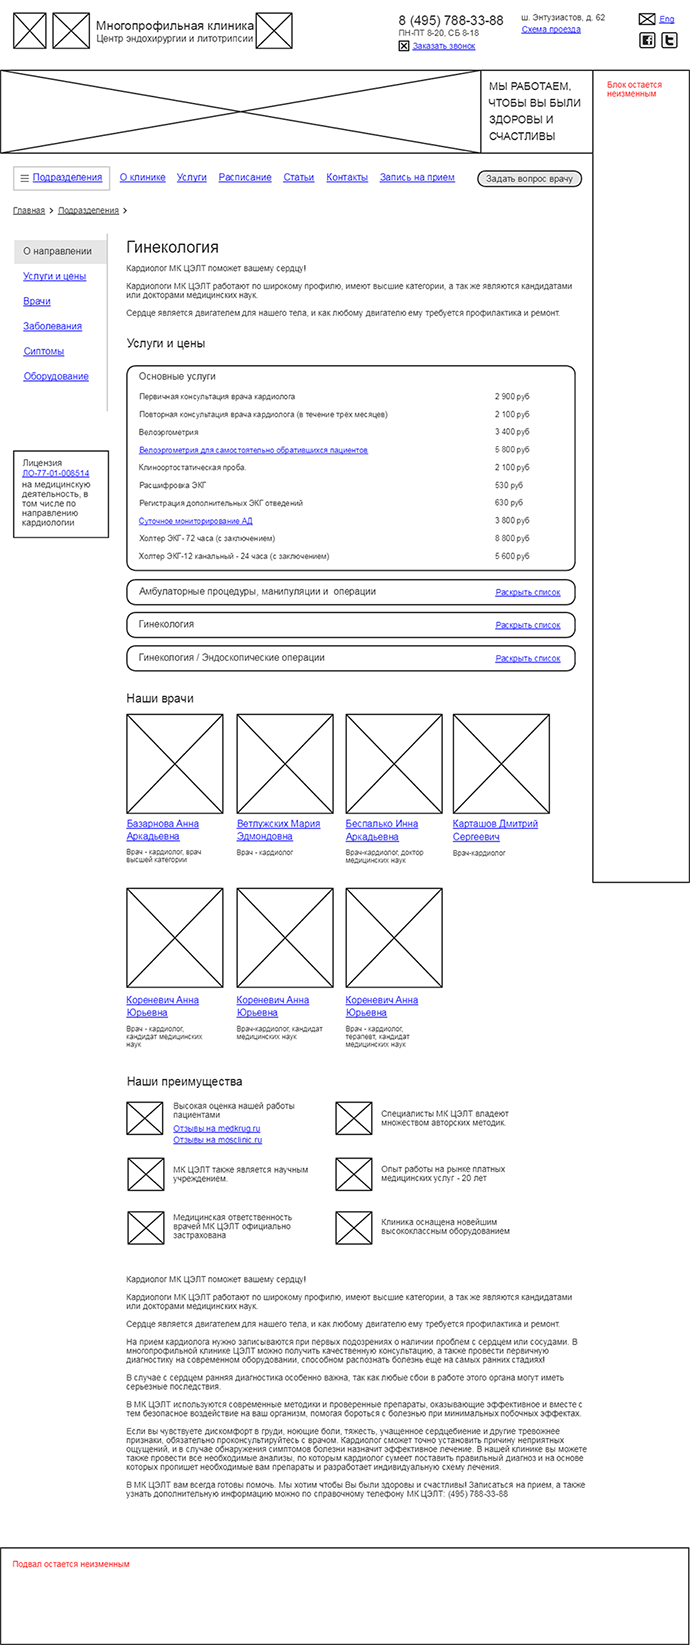 Многопрофильная клиника
Центр эндохирургии и литотрипсии
8 (495) 788-33-88
ПН-ПТ 8-20, СБ 8-18
Заказать звонок
ш. Энтузиастов, д. 62
Схема проезда
Eng
МЫ РАБОТАЕМ,
ЧТОБЫ ВЫ БЫЛИ
ЗДОРОВЫ И
СЧАСТЛИВЫ
Блок остается
неизменным
Подразделения
О клинике
Услуги
Расписание
Статьи
Контакты
Запись на прием
Задать вопрос врачу
Главная > Подразделения >
О направлении
Услуги и цены
Врачи
Заболевания
Сиптомы
Оборудование
Лицензия
ЛО-77-01-008514
на медицинскую
деятельность, в
том числе по
направлению
кардиологии
Гинекология
Кардиолог МК ЦЭЛТ поможет вашему сердцу!
Кардиологи МК ЦЭЛТ работают по широкому профилю, имеют высшие категории, а так же являются кандидатами
или докторами медицинских наук.
Сердце является двигателем для нашего тела, и как любому двигателю ему требуется профилактика и ремонт.
Услуги и цены
Основные услуги
Первичная консультация врача кардиолога 2 900 руб
Повторная консультация врача кардиолога (в течение трёх месяцев) 2 100 руб
Велоэргометрия 3 400 руб
Велоэргометрия для самостоятельно обратившихся пациентов 5 800 руб
Клиноортостатическая проба. 2 100 руб
Расшифровка ЭКГ 530 руб
Регистрация дополнительных ЭКГ отведений 630 руб
Суточное мониторирование АД 3 800 руб
Холтер ЭКГ- 72 часа (с заключением) 8 800 руб
Холтер ЭКГ-12 канальный - 24 часа (с заключением) 5 600 руб
Амбулаторные процедуры, манипуляции и операции Раскрыть список
Гинекология Раскрыть список
Гинекология / Эндоскопические операции Раскрыть список
Наши врачи
Базарнова Анна
Аркадьевна
Врач - кардиолог, врач
высшей категории
Ветлужских Мария
Эдмондовна
Врач - кардиолог
Беспалько Инна
Аркадьевна
Врач-кардиолог, доктор
медицинских наук
Карташов Дмитрий
Сергеевич
Врач-кардиолог
Кореневич Анна
Юрьевна
Врач - кардиолог,
кандидат медицинских
наук
Кореневич Анна
Юрьевна
Врач-кардиолог, кандидат
медицинских наук
Кореневич Анна
Юрьевна
Врач - кардиолог,
терапевт, кандидат
медицинских наук
Наши преимущества
Высокая оценка нашей работы
пациентами
Отзывы на medkrug.ru
Отзывы на mosclinic.ru
Специалисты МК ЦЭЛТ владеют
множеством авторских методик.
МК ЦЭЛТ также является научным
учреждением.
Опыт работы на рынке платных
медицинских услуг - 20 лет
Медицинская ответственность
врачей МК ЦЭЛТ официально
застрахована
Клиника оснащена новейшим
высококлассным оборудованием
Кардиолог МК ЦЭЛТ поможет вашему сердцу!
Кардиологи МК ЦЭЛТ работают по широкому профилю, имеют высшие категории, а так же являются кандидатами
или докторами медицинских наук.
Сердце является двигателем для нашего тела, и как любому двигателю ему требуется профилактика и ремонт.
На прием кардиолога нужно записываются при первых подозрениях о наличии проблем с сердцем или сосудами. В
многопрофильной клинике ЦЭЛТ можно получить качественную консультацию, а также провести первичную
диагностику на современном оборудовании, способном распознать болезнь еще на самых ранних стадиях!
В случае с сердцем ранняя диагностика особенно важна, так как любые сбои в работе этого органа могут иметь
серьезные последствия.
В МК ЦЭЛТ используются современные методики и проверенные препараты, оказывающие эффективное и вместе с
тем безопасное воздействие на ваш организм, помогая бороться с болезнью при минимальных побочных эффектах.
Если вы чувствуете дискомфорт в груди, ноющие боли, тяжесть, учащенное сердцебиение и другие тревожнее
признаки, обязательно проконсультируйтесь с врачом. Кардиолог сможет точно установить причину неприятных
ощущений, и в случае обнаружения симптомов болезни назначит эффективное лечение. В нашей клинике вы можете
также провести все необходимые анализы, по которым кардиолог сумеет поставить правильный диагноз и на основе
которых пропишет необходимые вам препараты и разработает индивидуальную схему лечения.
В МК ЦЭЛТ вам всегда готовы помочь. Мы хотим чтобы Вы были здоровы и счастливы! Записаться на прием, а также
узнать дополнительную информацию можно по справочному телефону МК ЦЭЛТ: (495) 788-33-88
Подвал остается неизменным